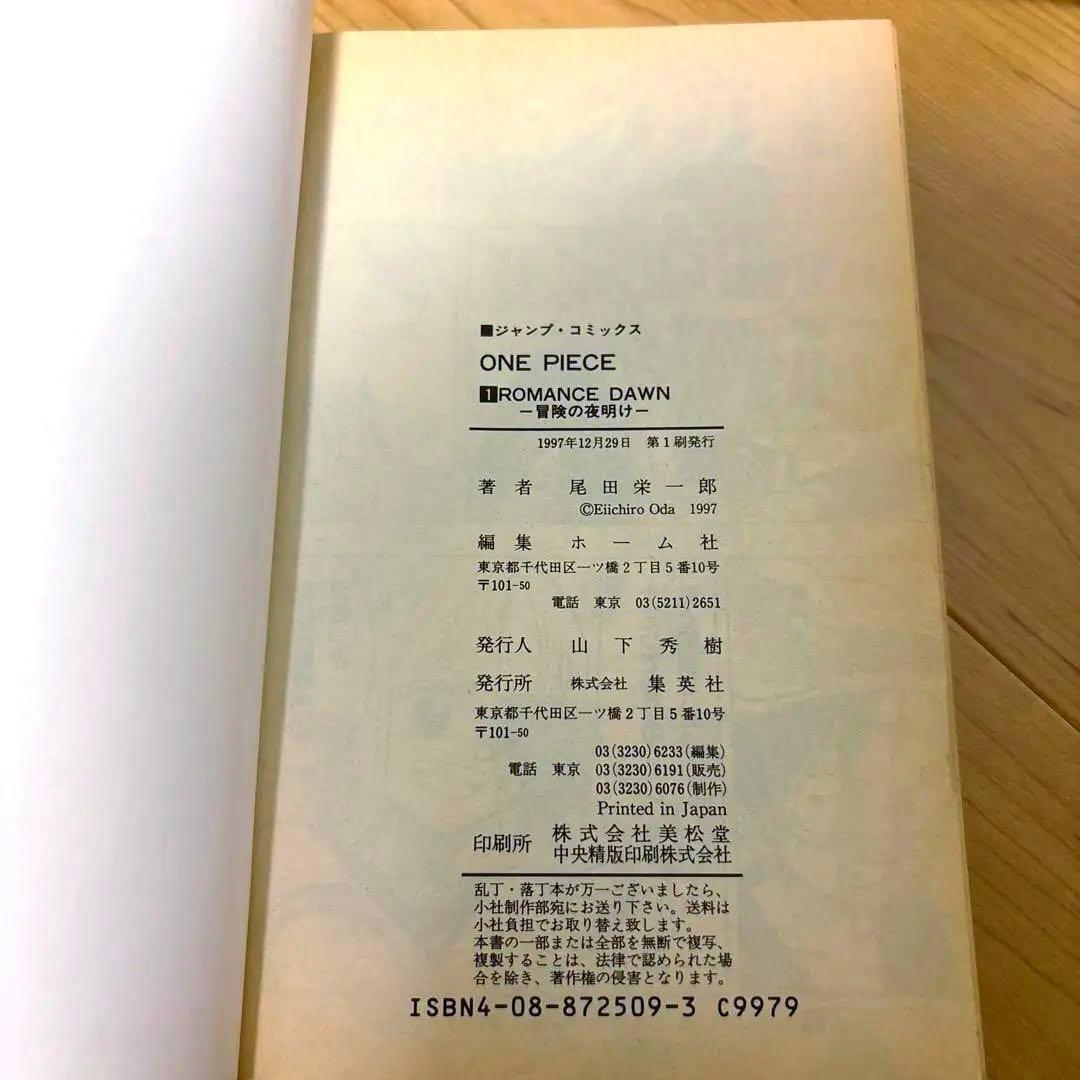 ■ジャンプ・コミックス
ONE PIECE
1 ROMANCE DAWN
―冒険の夜明け―
1997年12月29日 第1刷発行
著者 尾田栄一郎
©Eiichiro Oda 1997
編集 ホーム社
東京都千代田区一ツ橋2丁目5番10号
〒101-50
電話 東京 03(5211)2651
発行人 山下秀樹
発行所 株式会社 集英社
東京都千代田区一ツ橋2丁目5番10号
〒101-50
03(3230)6233(編集)
電話 東京 03(3230)6191(販売)
03(3230)6076(制作)
Printed in Japan
印刷所 株式会社美松堂
中央精版印刷株式会社
乱丁・落丁本が万一ございましたら、
小社制作部宛にお送り下さい。送料は
小社負担でお取り替え致します。
本書の一部または全部を無断で複写、
複製することは、法律で認められた場
合を除き、著作権の侵害となります。
ISBN4-08-872509-3 C9979